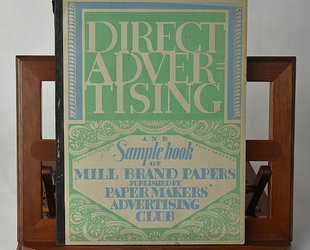 DIRECT
ADVER=
TISING
AND
Sample book
OF
MILL BRAND PAPERS
PUBLISHED BY
PAPER MAKERS'
ADVERTISING
CLUB